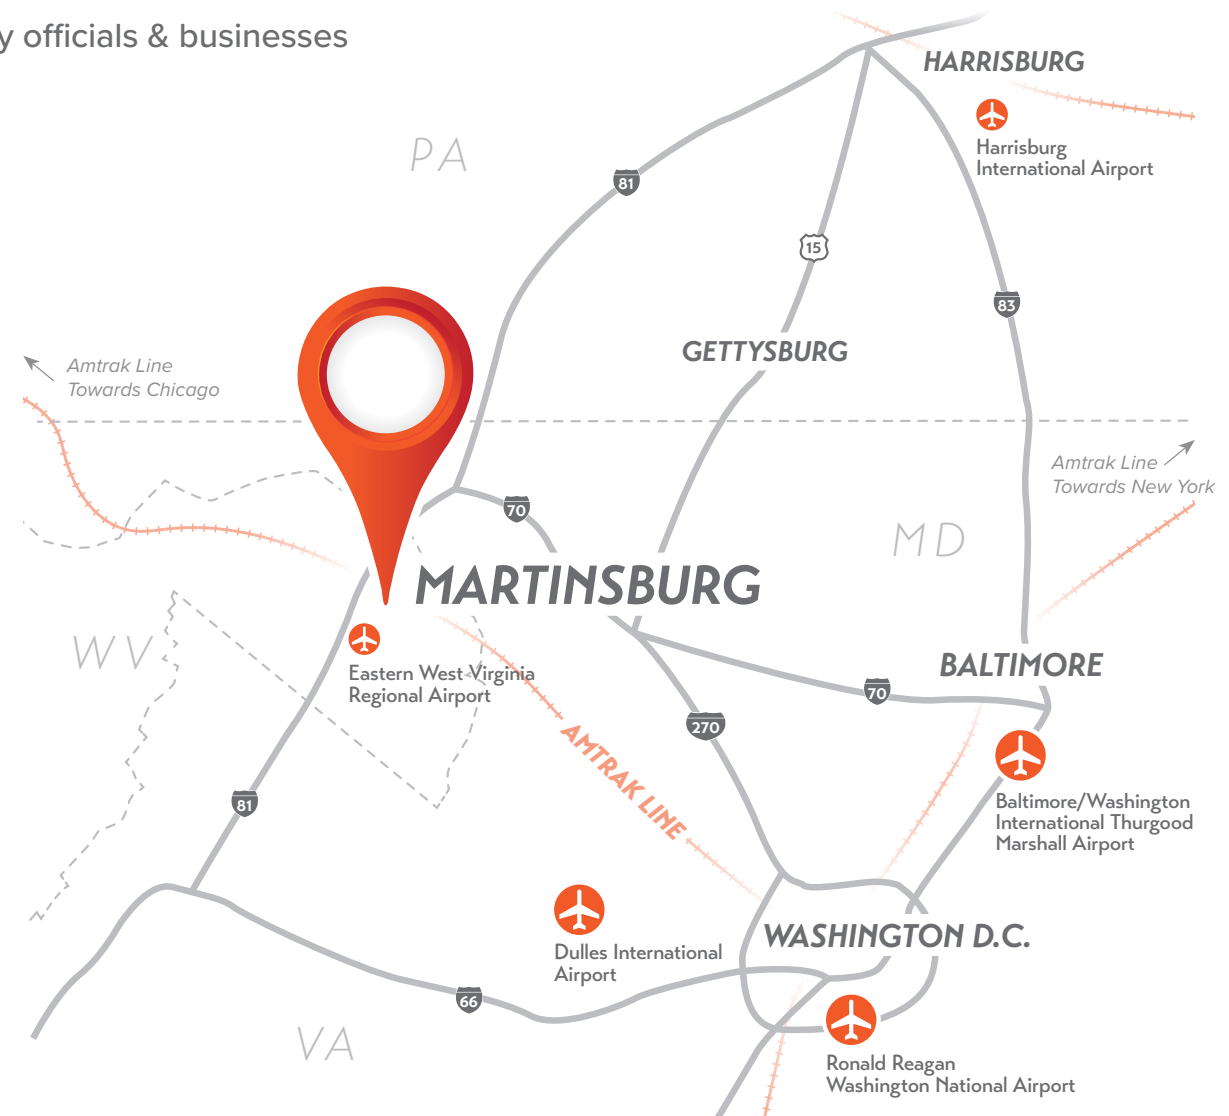 y officials & businesses
HARRISBURG
Harrisburg
International Airport
PA
81
15
83
GETTYSBURG
Amtrak Line
Towards Chicago
Amtrak Line
Towards New York
70
MD
MARTINSBURG
WV
Eastern West Virginia
Regional Airport
BALTIMORE
70
270
AMTRAK LINE
81
Baltimore/Washington
International Thurgood
Marshall Airport
Dulles International
Airport
WASHINGTON D.C.
66
VA
Ronald Reagan
Washington National Airport